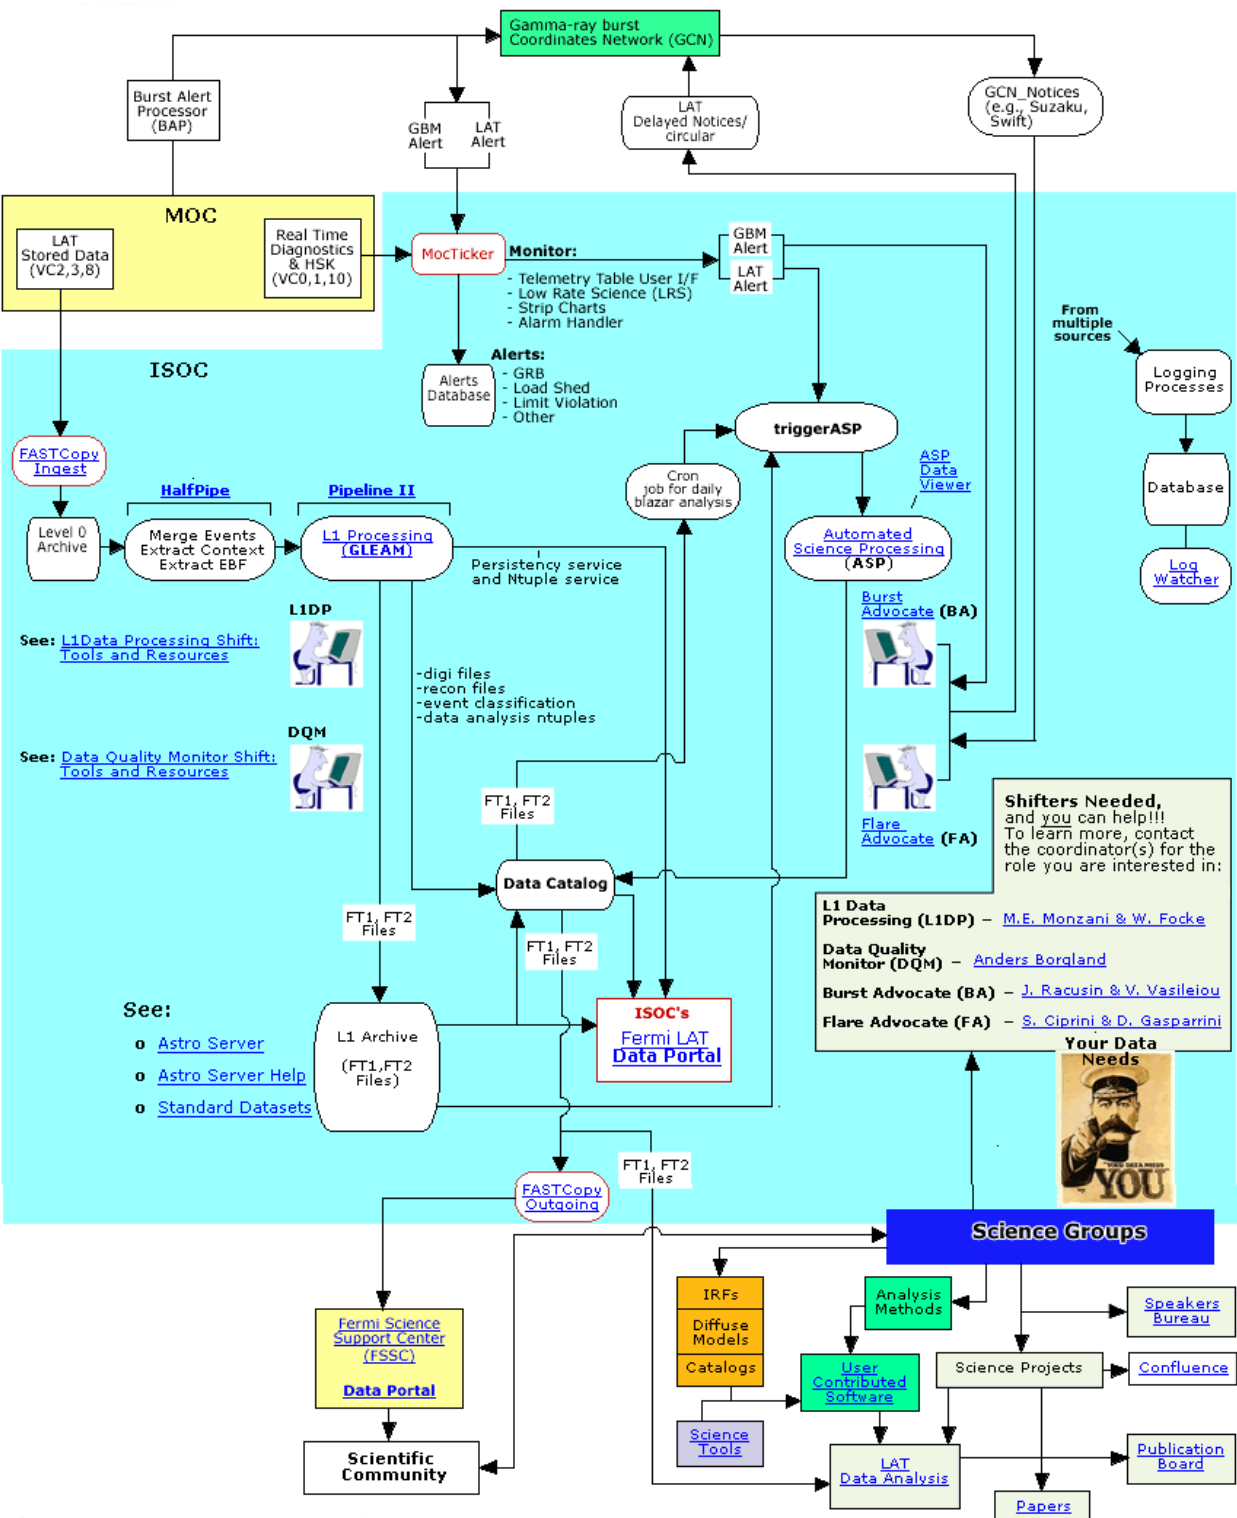 Gamma-ray burst
Coordinates Network (GCN)
Burst Alert
Processor
(BAP)
GBM
Alert
LAT
Alert
LAT
Delayed Notices/
circular
GCN_Notices
(e.g., Suzaku,
Swift)
MOC
LAT
Stored Data
(VC2,3,8)
Real Time
Diagnostics
& HSK
(VC0,1,10)
MocTicker
Monitor:
- Telemetry Table User I/F
- Low Rate Science (LRS)
- Strip Charts
- Alarm Handler
GBM
Alert
LAT
Alert
From
multiple
sources
ISOC
Alerts
Database
Alerts:
- GRB
- Load Shed
- Limit Violation
- Other
Logging
Processes
triggerASP
FASTCopy
Ingest
Cron
job for daily
blazar analysis
ASP
Data
Viewer
Database
HalfPipe
Pipeline II
Level 0
Archive
Merge Events
Extract Context
Extract EBF
L1 Processing
(GLEAM)
Persistency service
and Ntuple service
Automated
Science Processing
(ASP)
Log
Watcher
Burst
Advocate (BA)
L1DP
See: L1Data Processing Shift:
Tools and Resources
-digi files
-recon files
-event classification
-data analysis ntuples
DQM
See: Data Quality Monitor Shift:
Tools and Resources
FT1, FT2
Files
Flare
Advocate (FA)
Shifters Needed,
and you can help!!!
To learn more, contact
the coordinator(s) for the
role you are interested in:
Data Catalog
L1 Data
Processing (L1DP) – M.E. Monzani & W. Focke
Data Quality
Monitor (DQM) – Anders Borgland
Burst Advocate (BA) – J. Racusin & V. Vasileiou
Flare Advocate (FA) – S. Ciprini & D. Gasparrini
FT1, FT2
Files
FT1, FT2
Files
See:
o Astro Server
o Astro Server Help
o Standard Datasets
L1 Archive
(FT1,FT2
Files)
ISOC's
Fermi LAT
Data Portal
Your Data
Needs
YOUR DATA NEEDS
YOU
FT1, FT2
Files
FASTCopy
Outgoing
Science Groups
IRFs
Diffuse
Models
Catalogs
Analysis
Methods
Speakers
Bureau
Fermi Science
Support Center
(FSSC)
Data Portal
User
Contributed
Software
Science Projects
Confluence
Science
Tools
Scientific
Community
LAT
Data Analysis
Publication
Board
Papers